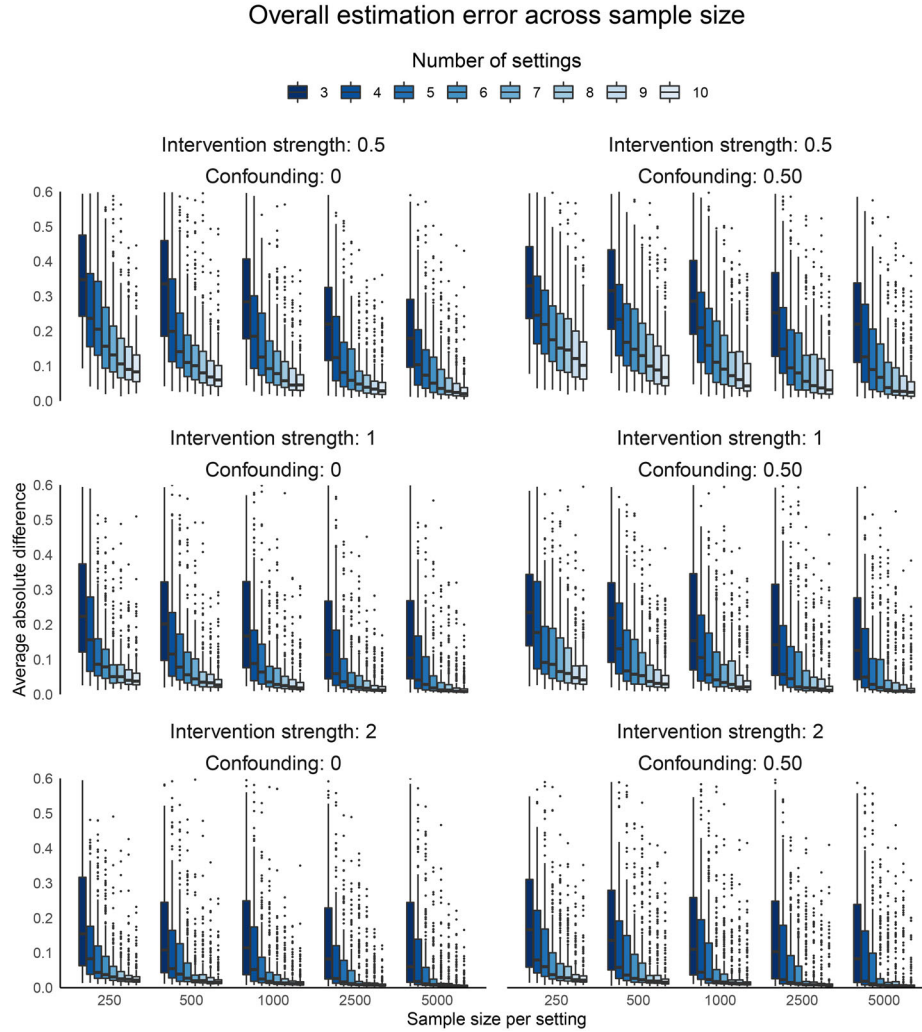 Overall estimation error across sample size
Number of settings
3 4 5 6 7 8 9 10
Intervention strength: 0.5
Confounding: 0
Intervention strength: 0.5
Confounding: 0.50
0.6
0.5
0.4
0.3
0.2
0.1
0.0
Intervention strength: 1
Confounding: 0
Intervention strength: 1
Confounding: 0.50
Average absolute difference
0.6
0.5
0.4
0.3
0.2
0.1
0.0
Intervention strength: 2
Confounding: 0
Intervention strength: 2
Confounding: 0.50
0.6
0.5
0.4
0.3
0.2
0.1
0.0
250 500 1000 2500 5000 250 500 1000 2500 5000
Sample size per setting